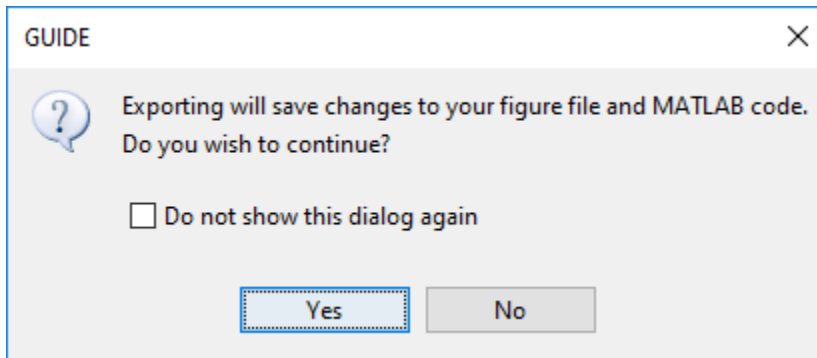 GUIDE
Exporting will save changes to your figure file and MATLAB code.
Do you wish to continue?
Do not show this dialog again
Yes
No